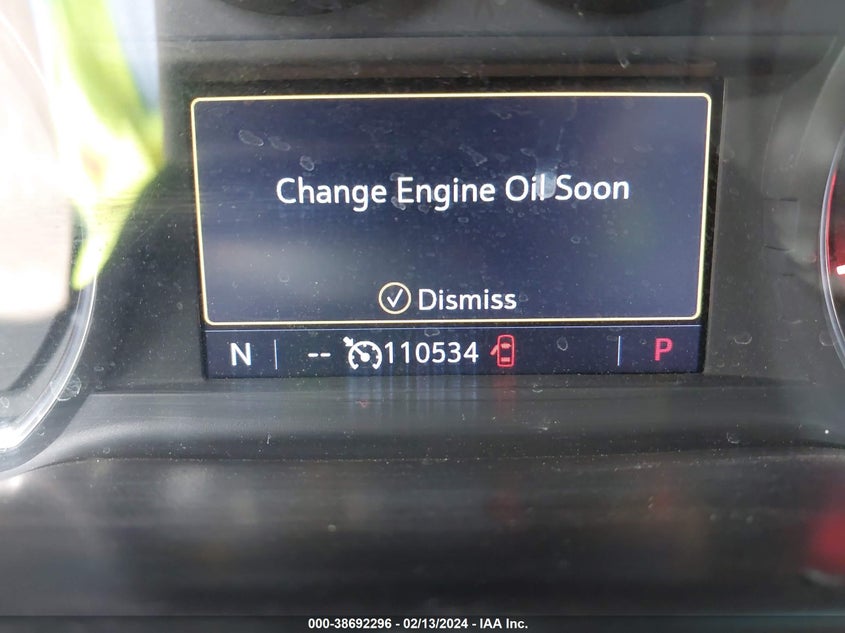 Change Engine Oil Soon
Dismiss
N -- 110534 P
000-38692296 - 02/13/2024 - IAA Inc.